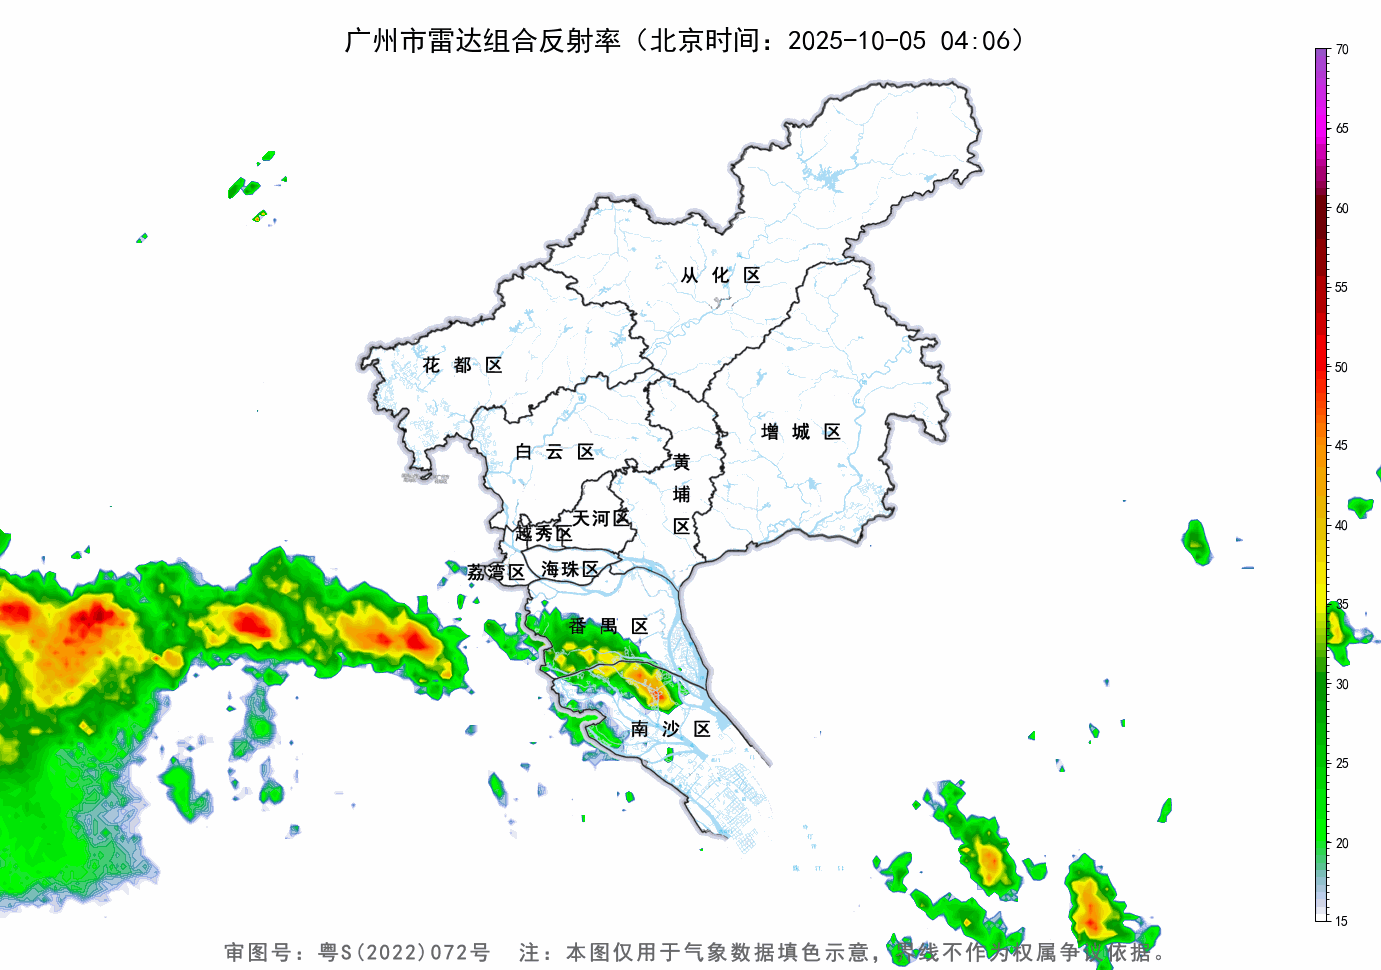 广州市雷达组合反射率（北京时间：2025-10-05 04:06）
70
65
60
55
50
45
40
35
30
25
20
15
从化区
花都区
增城区
白云区
黄埔区
天河区
越秀区
荔湾区
海珠区
番禺区
南沙区
审图号：粤S(2022)072号 注：本图仅用于气象数据填色示意，界线不作为权属争议依据。